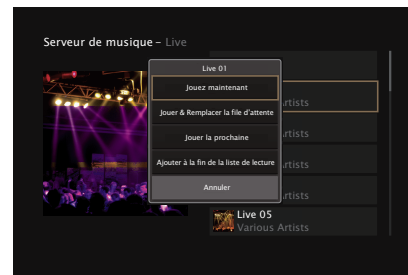 Serveur de musique – Live
Live 01
Jouez maintenant
Jouer & Remplacer la file d'attente
Jouer la prochaine
Ajouter à la fin de la liste de lecture
Annuler
Artists
Artists
Artists
Artists
Live 05
Various Artists